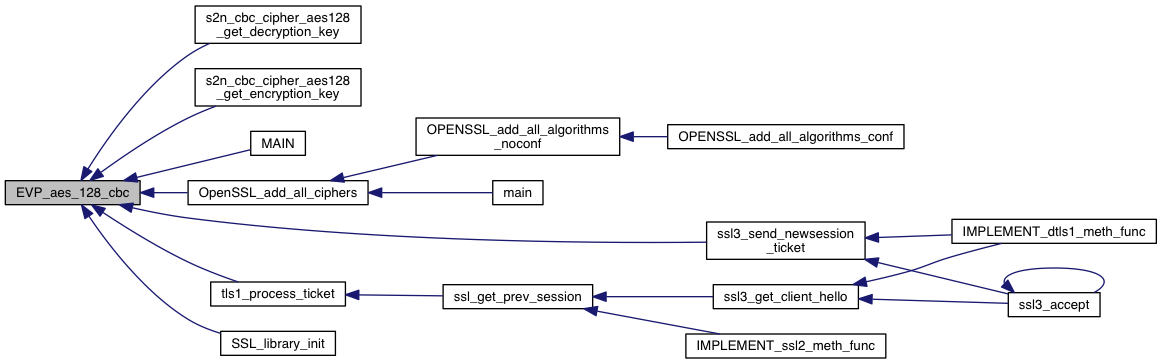 s2n_cbc_cipher_aes128
_get_decryption_key
s2n_cbc_cipher_aes128
_get_encryption_key
MAIN
OPENSSL_add_all_algorithms
_noconf
OPENSSL_add_all_algorithms_conf
EVP_aes_128_cbc
OpenSSL_add_all_ciphers
main
ssl3_send_newsession
_ticket
IMPLEMENT_dtls1_meth_func
tls1_process_ticket
ssl_get_prev_session
ssl3_get_client_hello
ssl3_accept
SSL_library_init
IMPLEMENT_ssl2_meth_func